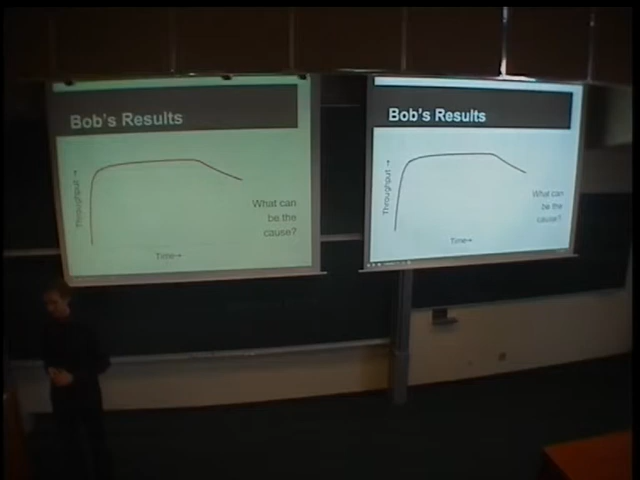 Bob's Results
Throughput→
What can
be the
cause?
Time→
Bob's Results
Throughput→
What can
be the
cause?
Time→